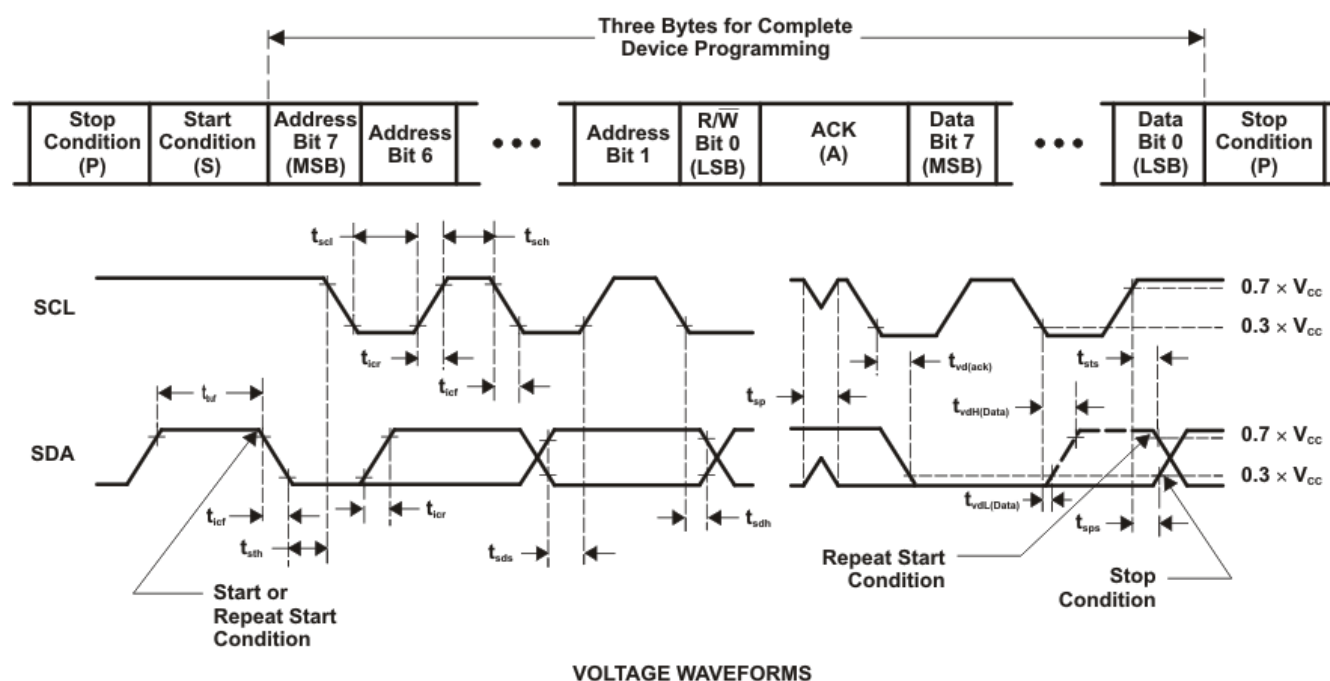 Three Bytes for Complete
Device Programming
Stop
Condition
(P)
Start
Condition
(S)
Address
Bit 7
(MSB)
Address
Bit 6
•••
Address
Bit 1
R/W̅
Bit 0
(LSB)
ACK
(A)
Data
Bit 7
(MSB)
•••
Data
Bit 0
(LSB)
Stop
Condition
(P)
tscl
tsch
SCL
0.7 × Vcc
0.3 × Vcc
ticr
ticf
tvd(ack)
tsts
tbuf
tsp
tvdH(Data)
SDA
0.7 × Vcc
0.3 × Vcc
ticf
ticr
tsdh
tvdL(Data)
tsth
tsds
tsps
Start or
Repeat Start
Condition
Repeat Start
Condition
Stop
Condition
VOLTAGE WAVEFORMS